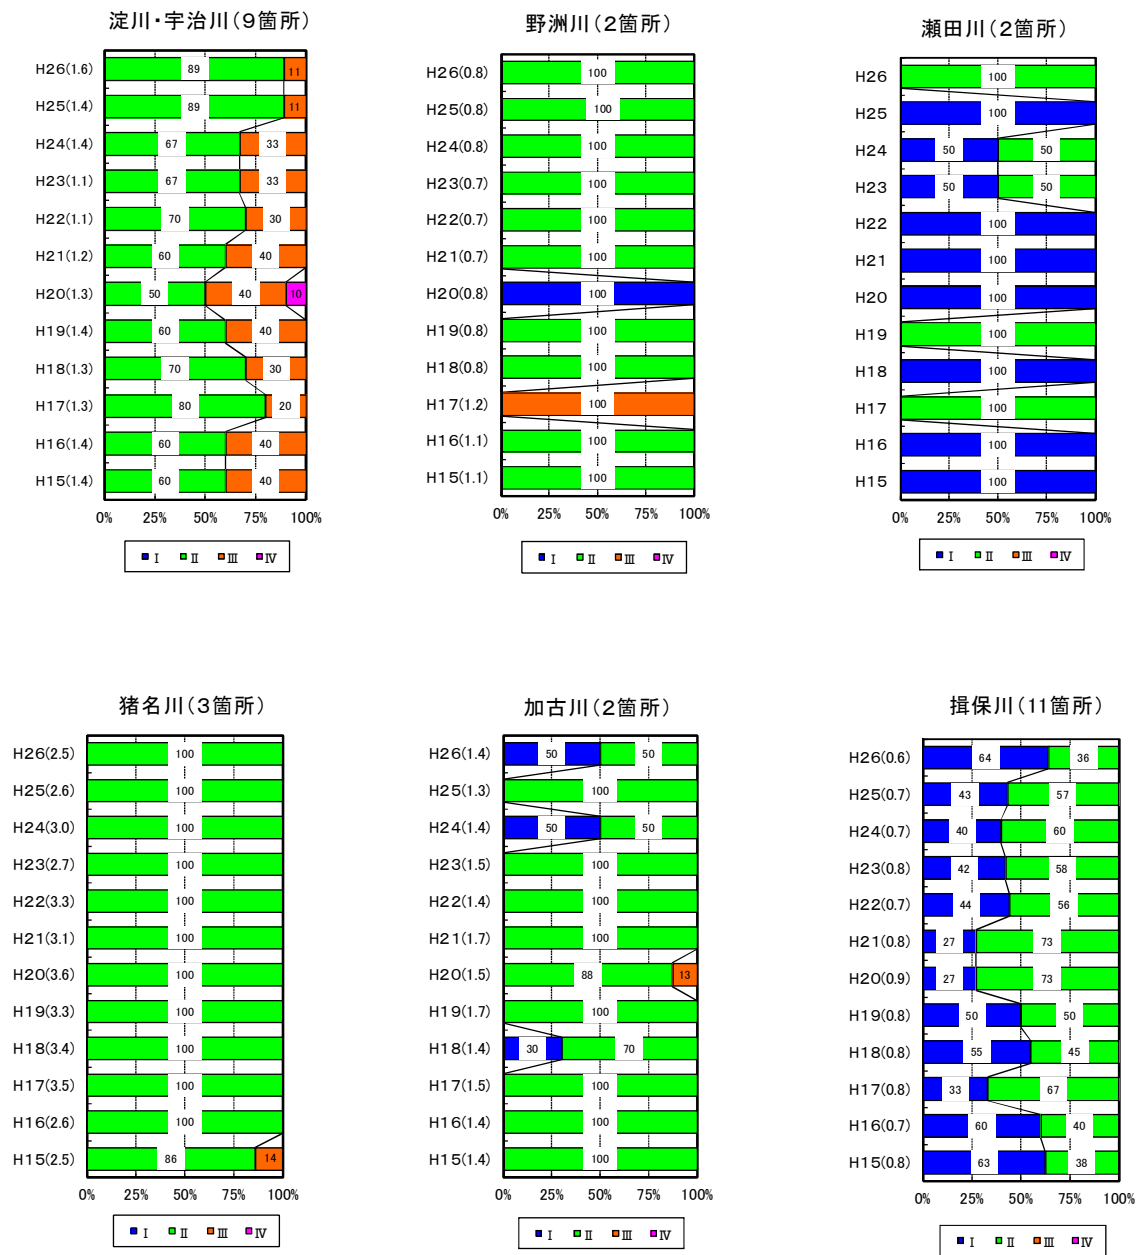 淀川・宇治川(9箇所)
H26(1.6) 89 11
H25(1.4) 89 11
H24(1.4) 67 33
H23(1.1) 67 33
H22(1.1) 70 30
H21(1.2) 60 40
H20(1.3) 50 40 10
H19(1.4) 60 40
H18(1.3) 70 30
H17(1.3) 80 20
H16(1.4) 60 40
H15(1.4) 60 40
0% 25% 50% 75% 100%
Ⅰ Ⅱ Ⅲ Ⅳ
野洲川(2箇所)
H26(0.8) 100
H25(0.8) 100
H24(0.8) 100
H23(0.7) 100
H22(0.7) 100
H21(0.7) 100
H20(0.8) 100
H19(0.8) 100
H18(0.8) 100
H17(1.2) 100
H16(1.1) 100
H15(1.1) 100
0% 25% 50% 75% 100%
Ⅰ Ⅱ Ⅲ Ⅳ
瀬田川(2箇所)
H26 100
H25 100
H24 50 50
H23 50 50
H22 100
H21 100
H20 100
H19 100
H18 100
H17 100
H16 100
H15 100
0% 25% 50% 75% 100%
Ⅰ Ⅱ Ⅲ Ⅳ
猪名川(3箇所)
H26(2.5) 100
H25(2.6) 100
H24(3.0) 100
H23(2.7) 100
H22(3.3) 100
H21(3.1) 100
H20(3.6) 100
H19(3.3) 100
H18(3.4) 100
H17(3.5) 100
H16(2.6) 100
H15(2.5) 86 14
0% 25% 50% 75% 100%
Ⅰ Ⅱ Ⅲ Ⅳ
加古川(2箇所)
H26(1.4) 50 50
H25(1.3) 100
H24(1.4) 50 50
H23(1.5) 100
H22(1.4) 100
H21(1.7) 100
H20(1.5) 88 13
H19(1.7) 100
H18(1.4) 30 70
H17(1.5) 100
H16(1.4) 100
H15(1.4) 100
0% 25% 50% 75% 100%
Ⅰ Ⅱ Ⅲ Ⅳ
揖保川(11箇所)
H26(0.6) 64 36
H25(0.7) 43 57
H24(0.7) 40 60
H23(0.8) 42 58
H22(0.7) 44 56
H21(0.8) 27 73
H20(0.9) 27 73
H19(0.8) 50 50
H18(0.8) 55 45
H17(0.8) 33 67
H16(0.7) 60 40
H15(0.8) 63 38
0% 25% 50% 75% 100%
Ⅰ Ⅱ Ⅲ Ⅳ